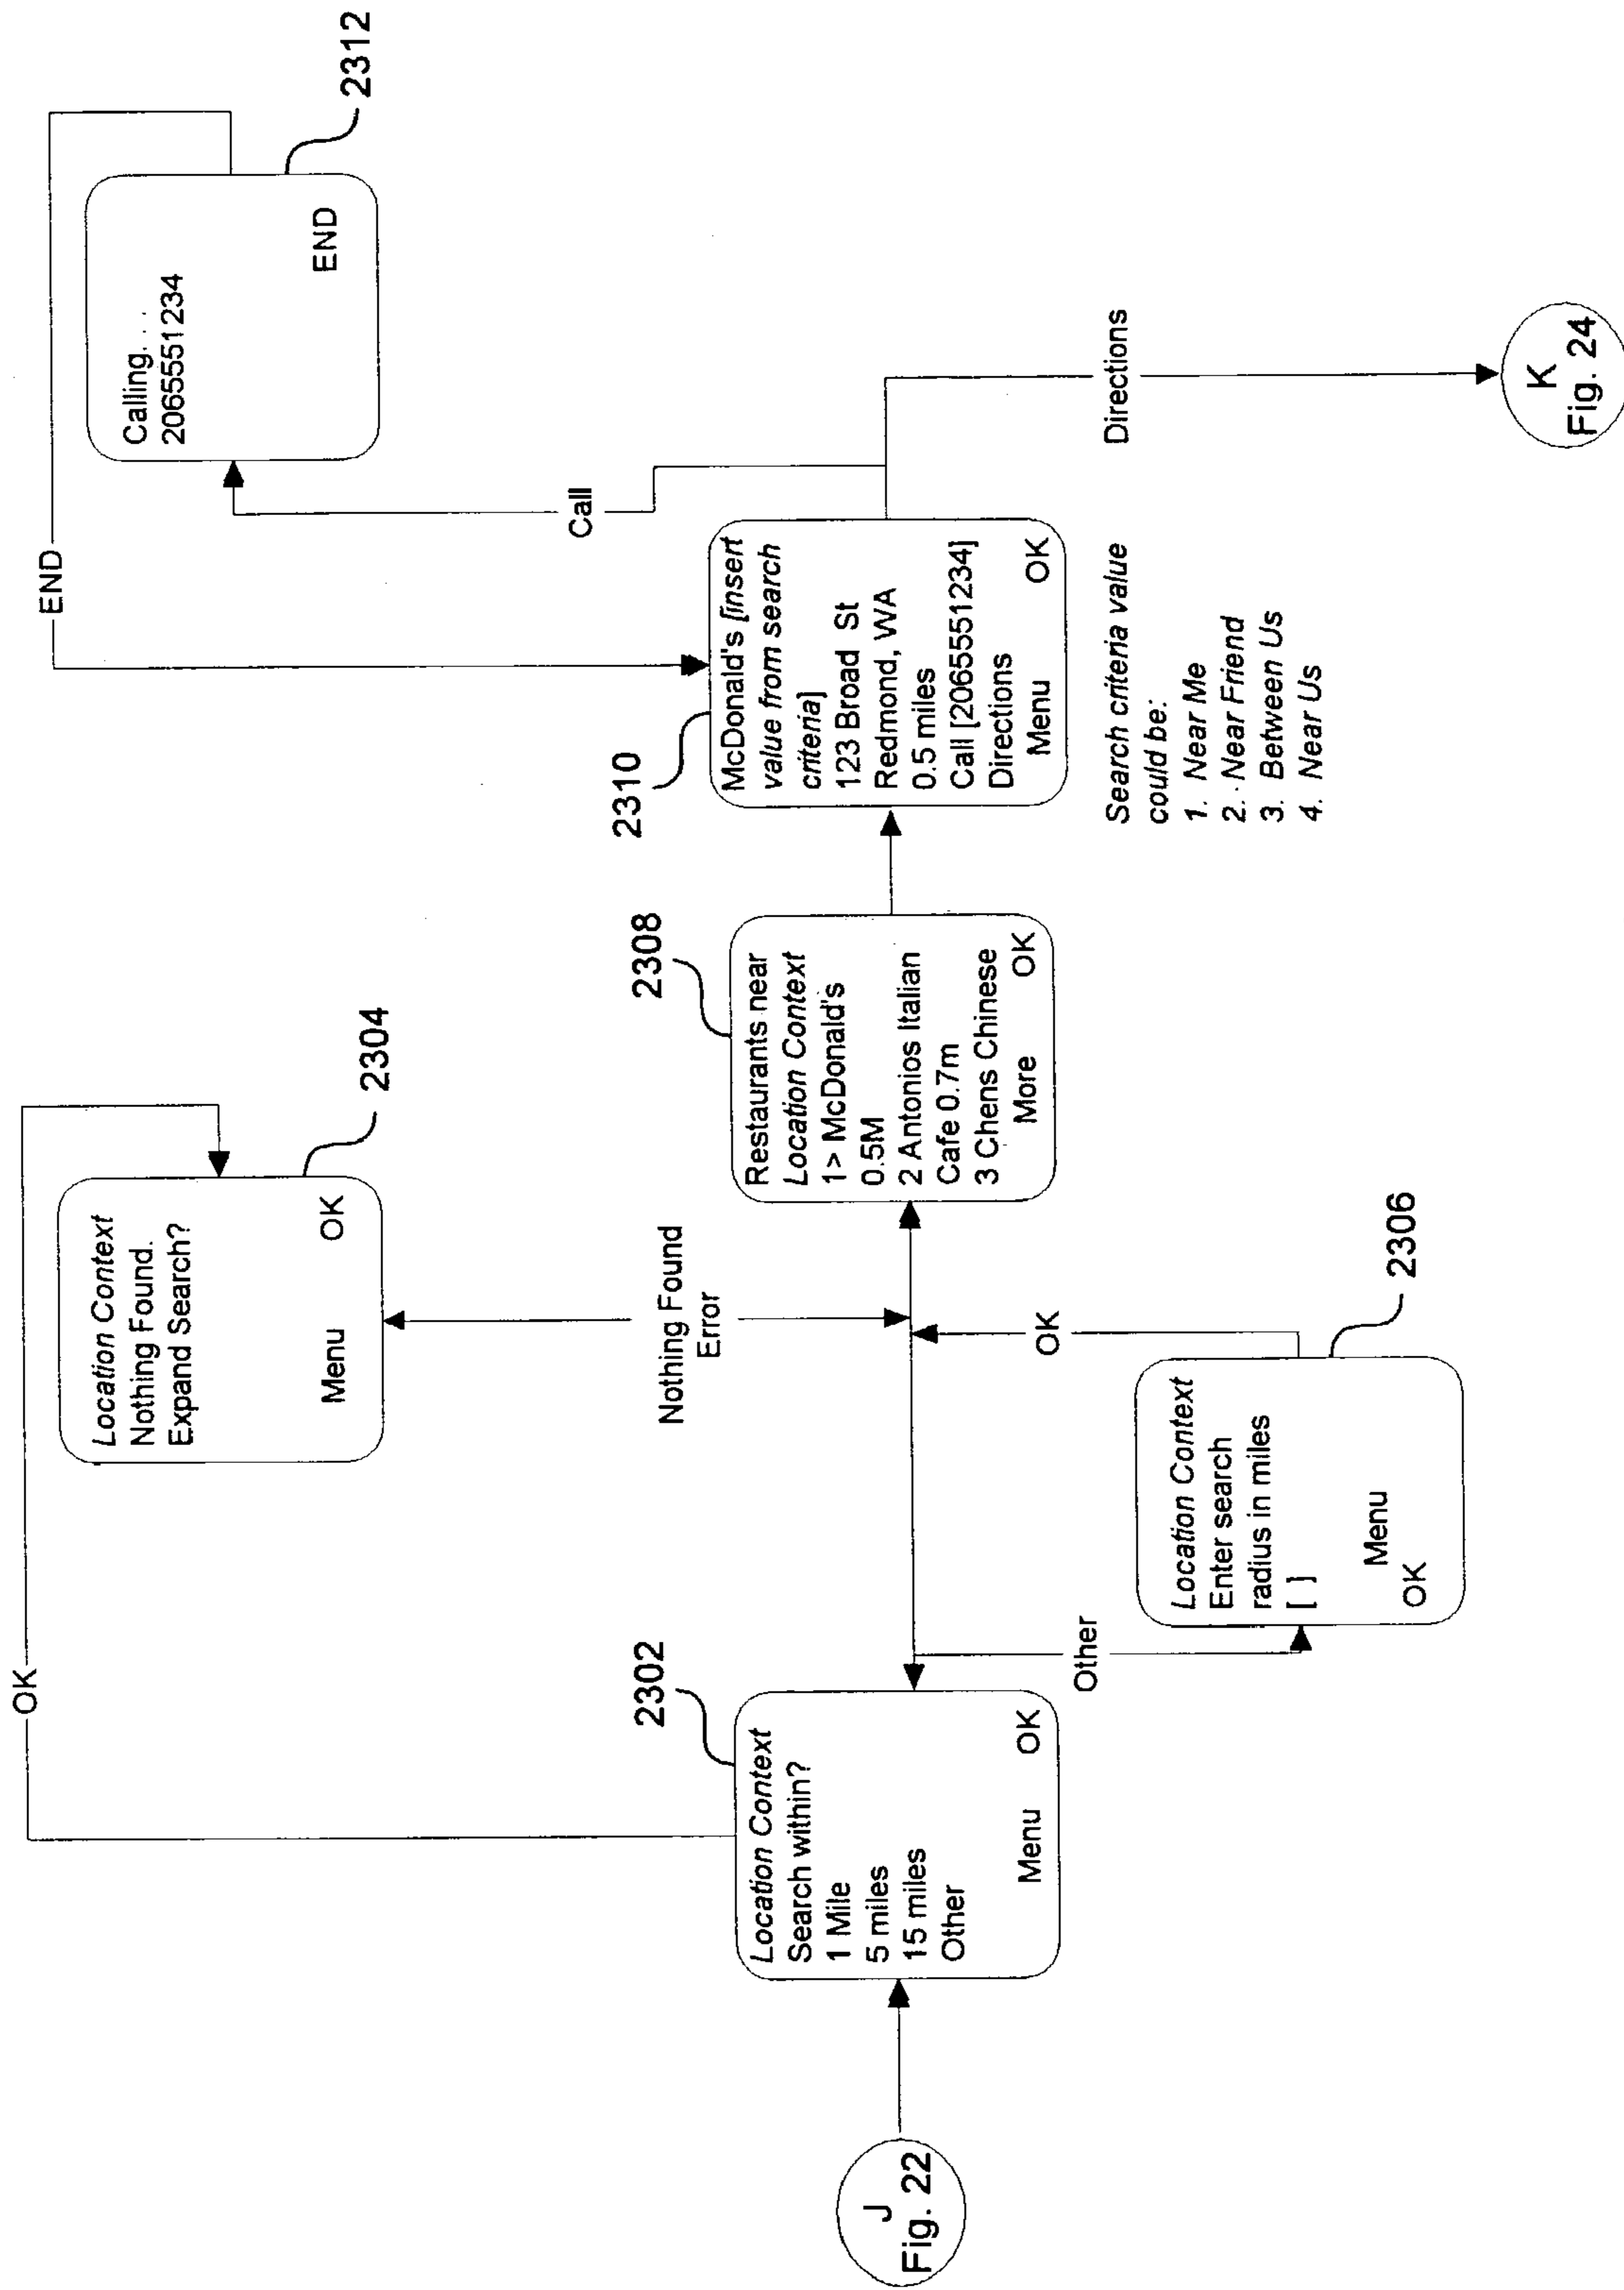 J
Fig. 22
2302
Location Context
Search within?
1 Mile
5 miles
15 miles
Other
Menu OK
OK
2304
Location Context
Nothing Found.
Expand Search?
Menu OK
Nothing Found
Error
Other
2306
Location Context
Enter search
radius in miles
[ ]
Menu
OK
OK
2308
Restaurants near
Location Context
1> McDonald's
0.5M
2 Antonios Italian
Cafe 0.7m
3 Chens Chinese
More OK
2310
McDonald's [insert
value from search
criteria]
123 Broad St
Redmond, WA
0.5 miles
Call [2065551234]
Directions
Menu OK
Search criteria value
could be:
1. Near Me
2. Near Friend
3. Between Us
4. Near Us
Call
END
2312
Calling. . .
2065551234
END
Directions
K
Fig. 24